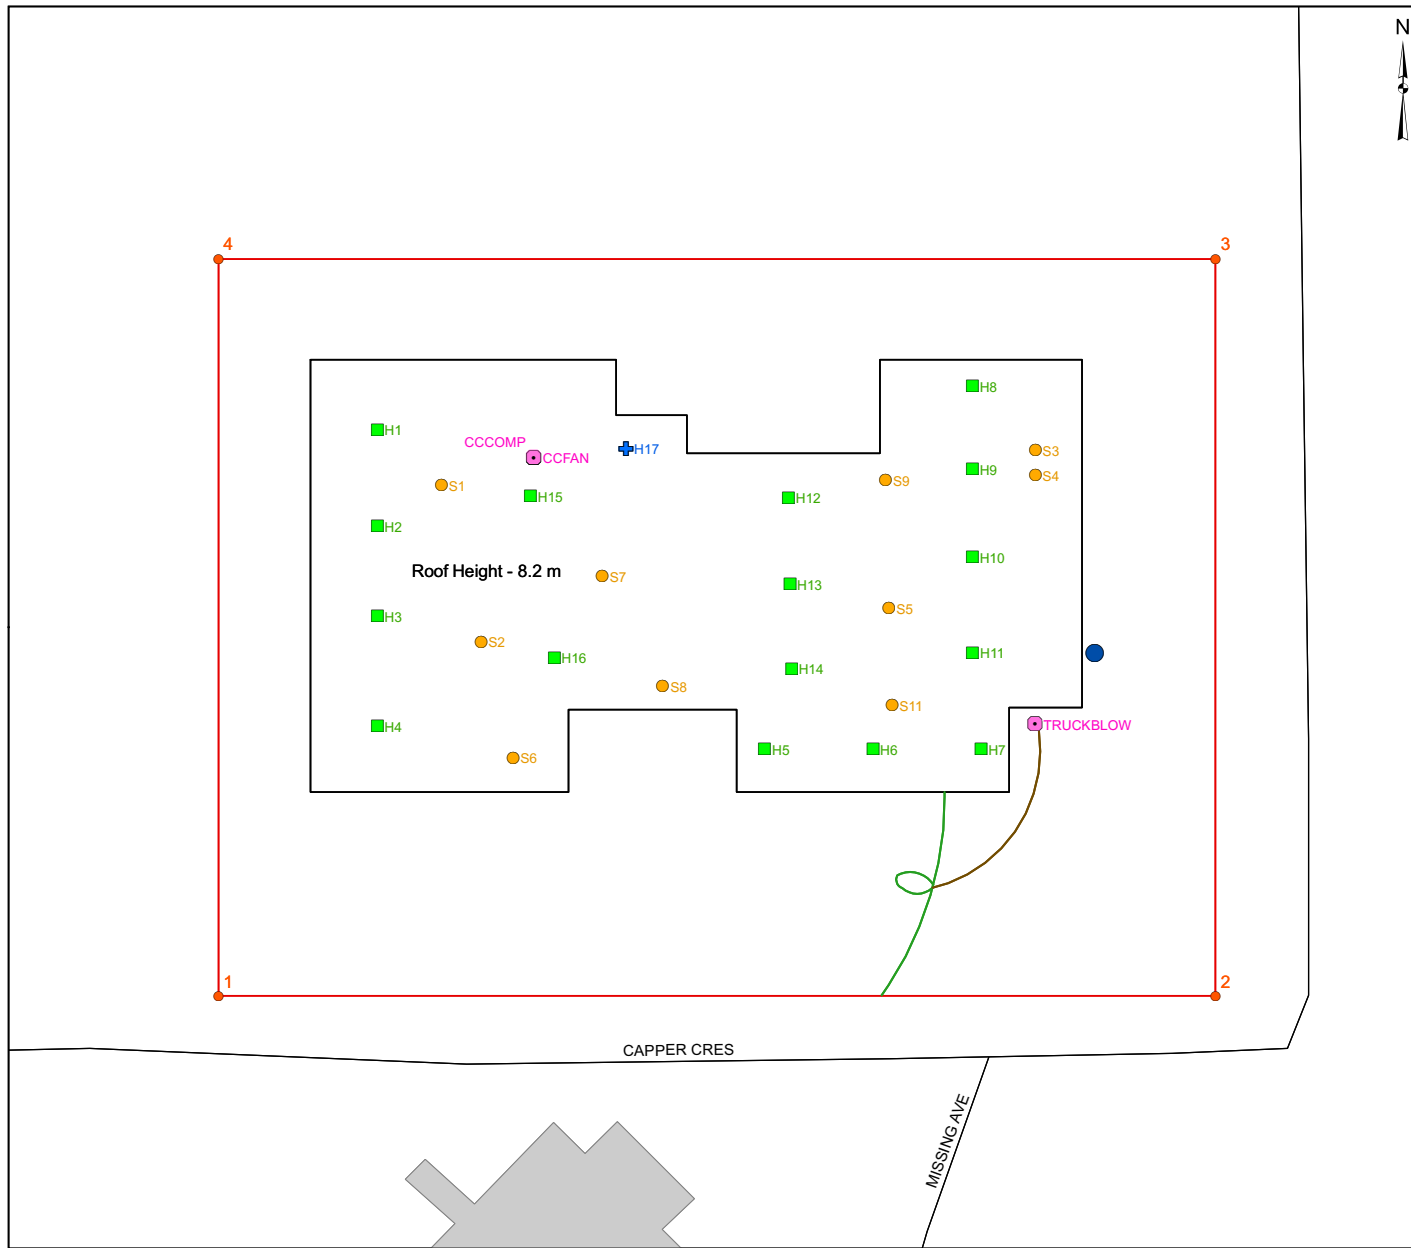 N
4
3
H8
H1
CCCOMP
H17
S3
CCFAN
H9
S4
S1
S9
H15
H12
H2
H10
Roof Height - 8.2 m
S7
H13
S5
H3
S2
H11
H16
H14
S8
S11
H4
TRUCKBLOW
H5
H6
H7
S6
1
2
CAPPER CRES
MISSING AVE